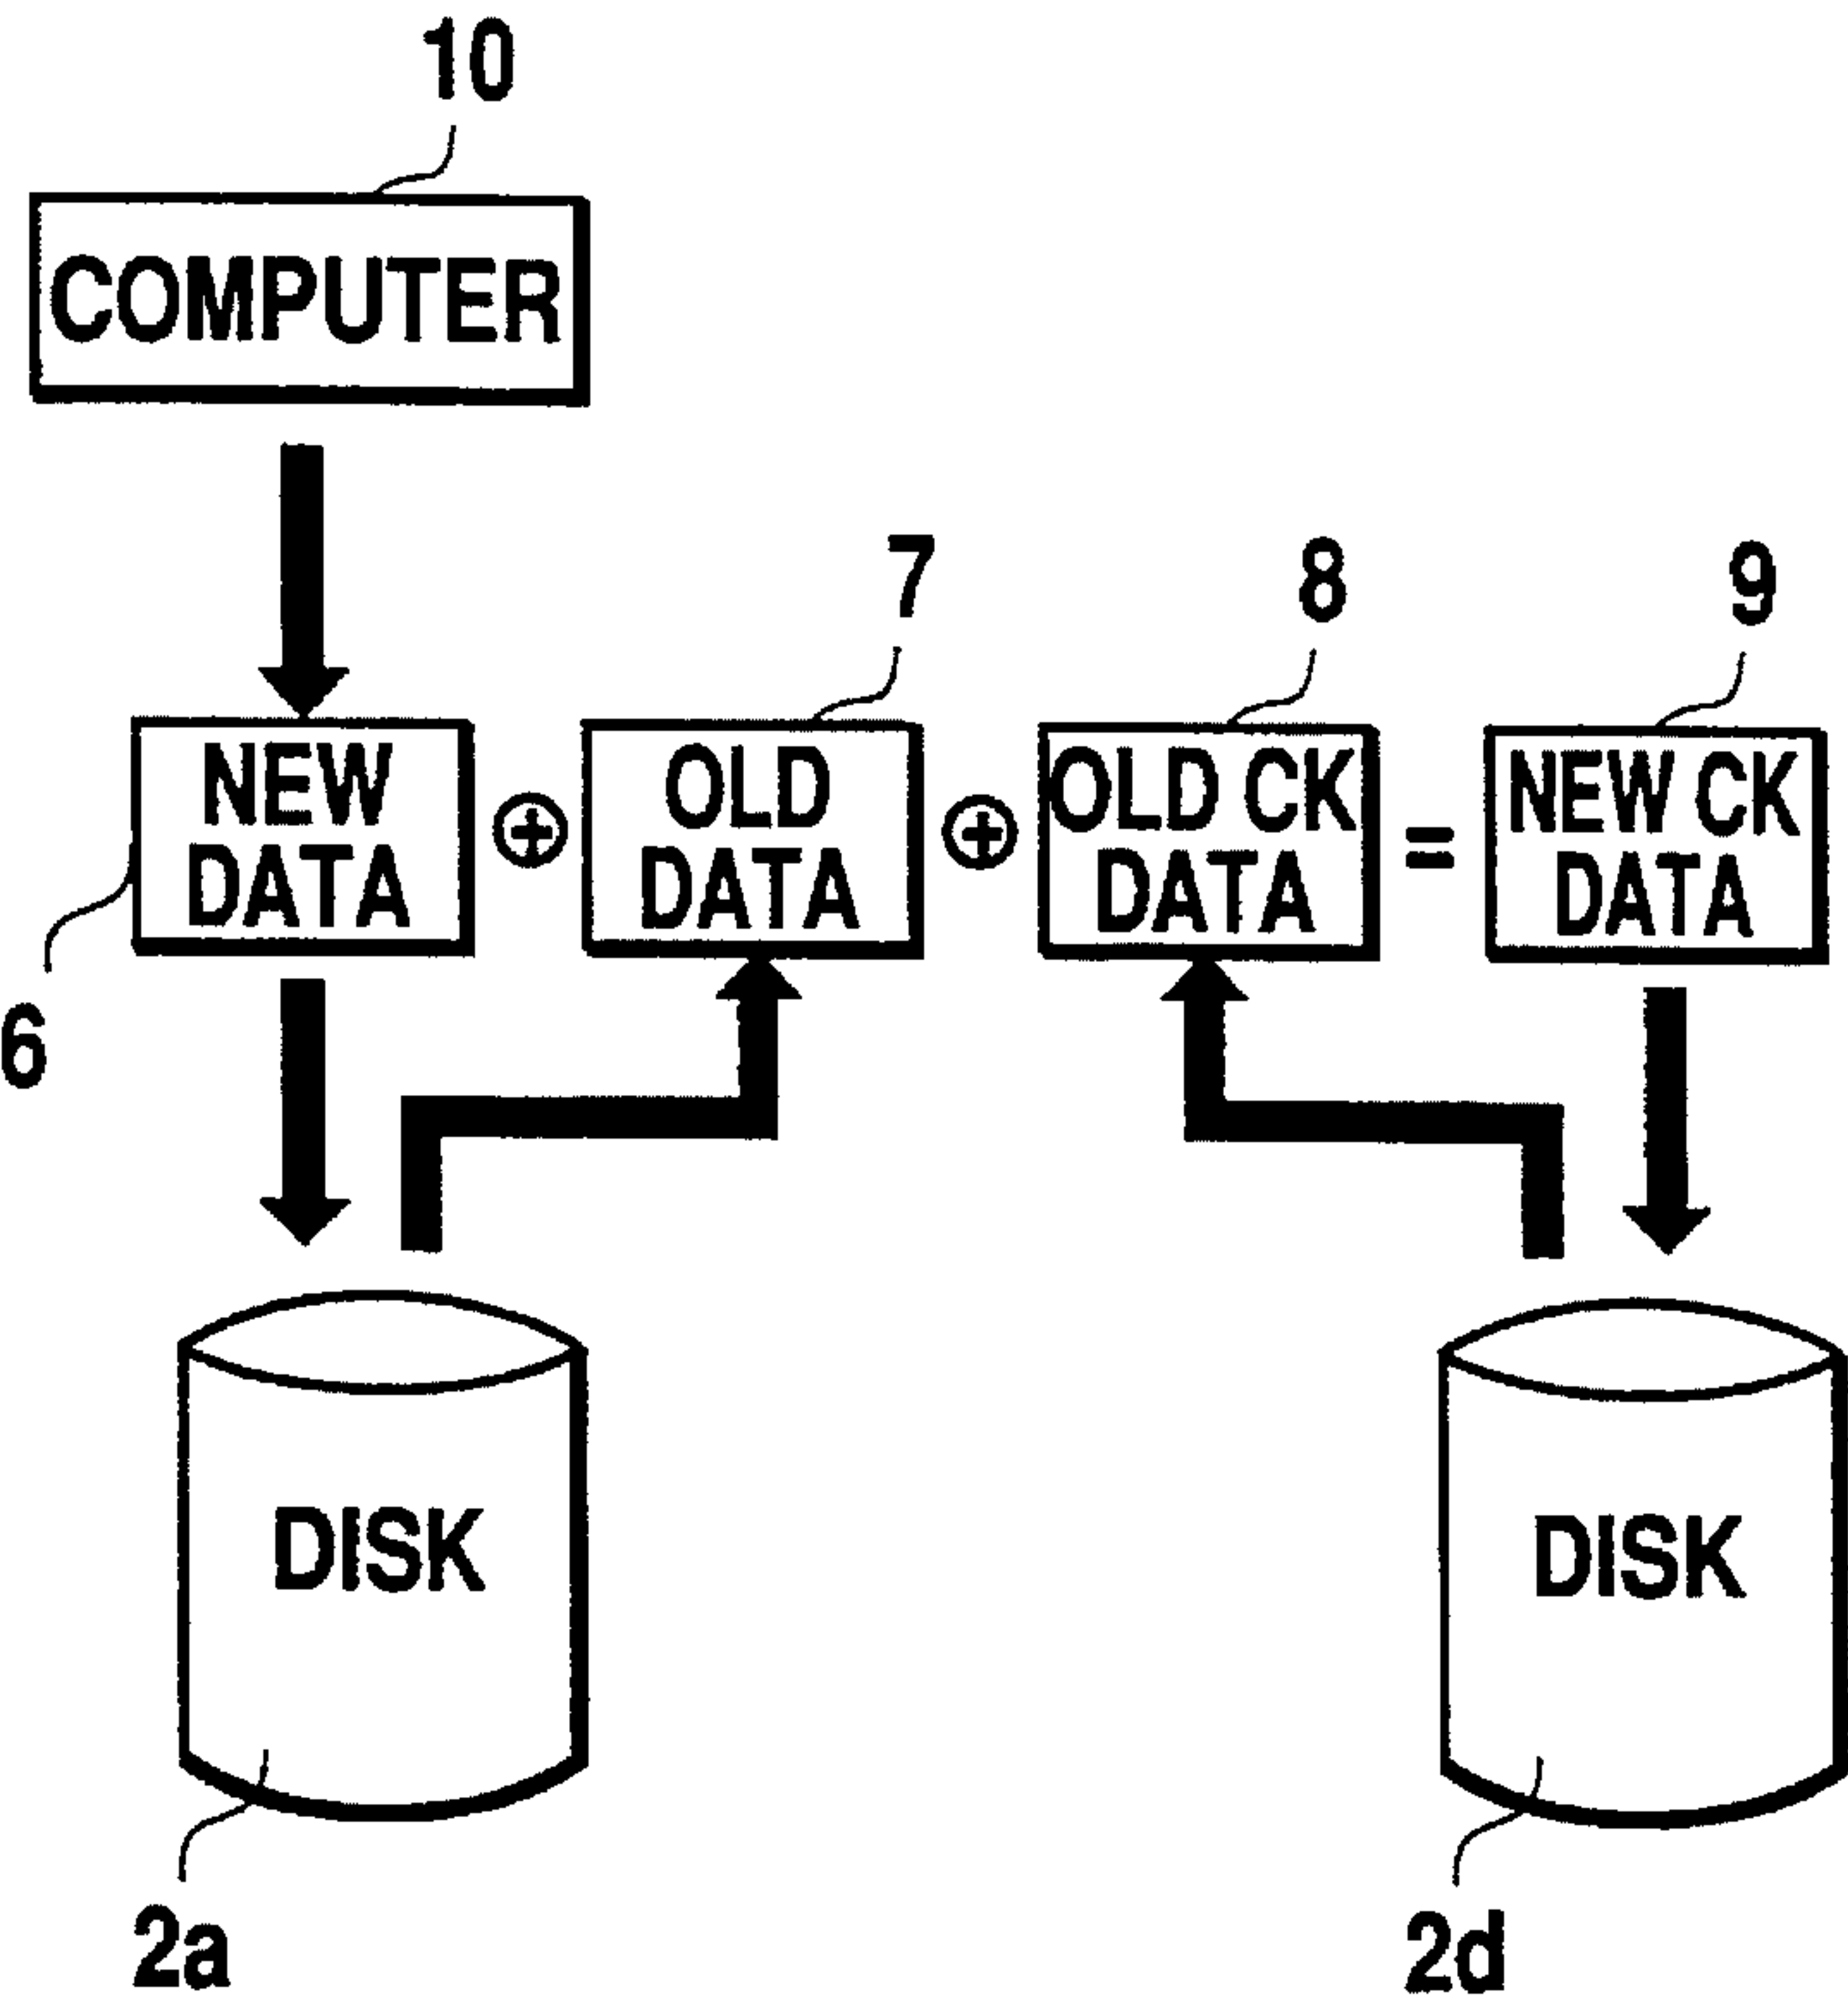 10
COMPUTER
7
8
9
NEW
DATA
⊕
OLD
DATA
⊕
OLD CK
DATA
=
NEW CK
DATA
6
DISK
DISK
2a
2d